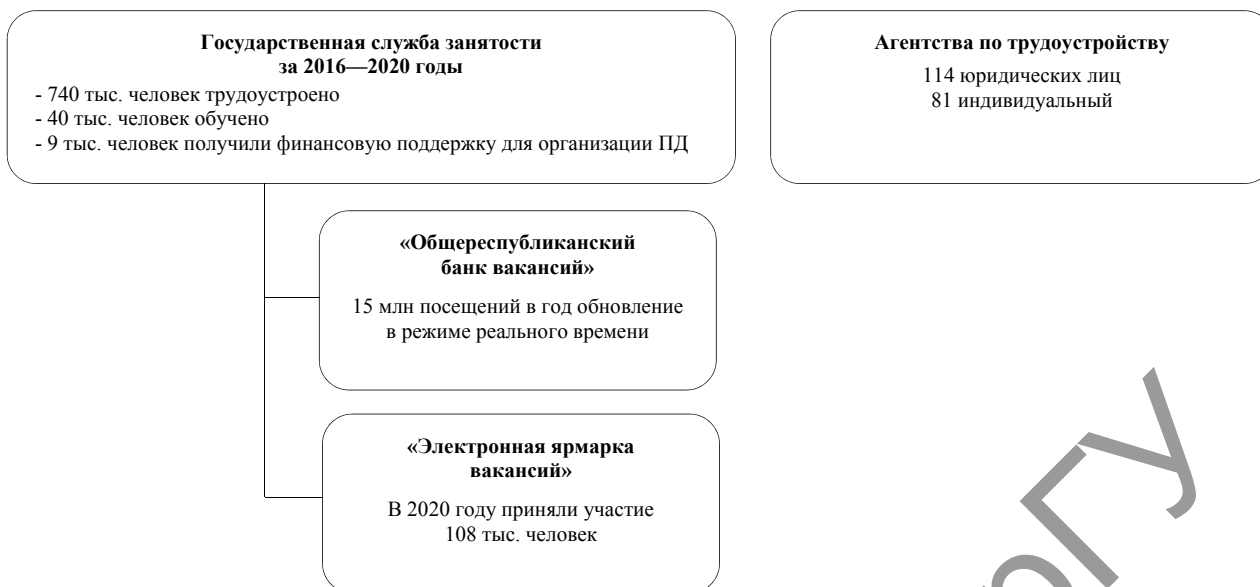 Государственная служба занятости
за 2016—2020 годы
- 740 тыс. человек трудоустроено
- 40 тыс. человек обучено
- 9 тыс. человек получили финансовую поддержку для организации ПД
Агентства по трудоустройству
114 юридических лиц
81 индивидуальный
«Общереспубликанский
банк вакансий»
15 млн посещений в год обновление
в режиме реального времени
«Электронная ярмарка
вакансий»
В 2020 году приняли участие
108 тыс. человек